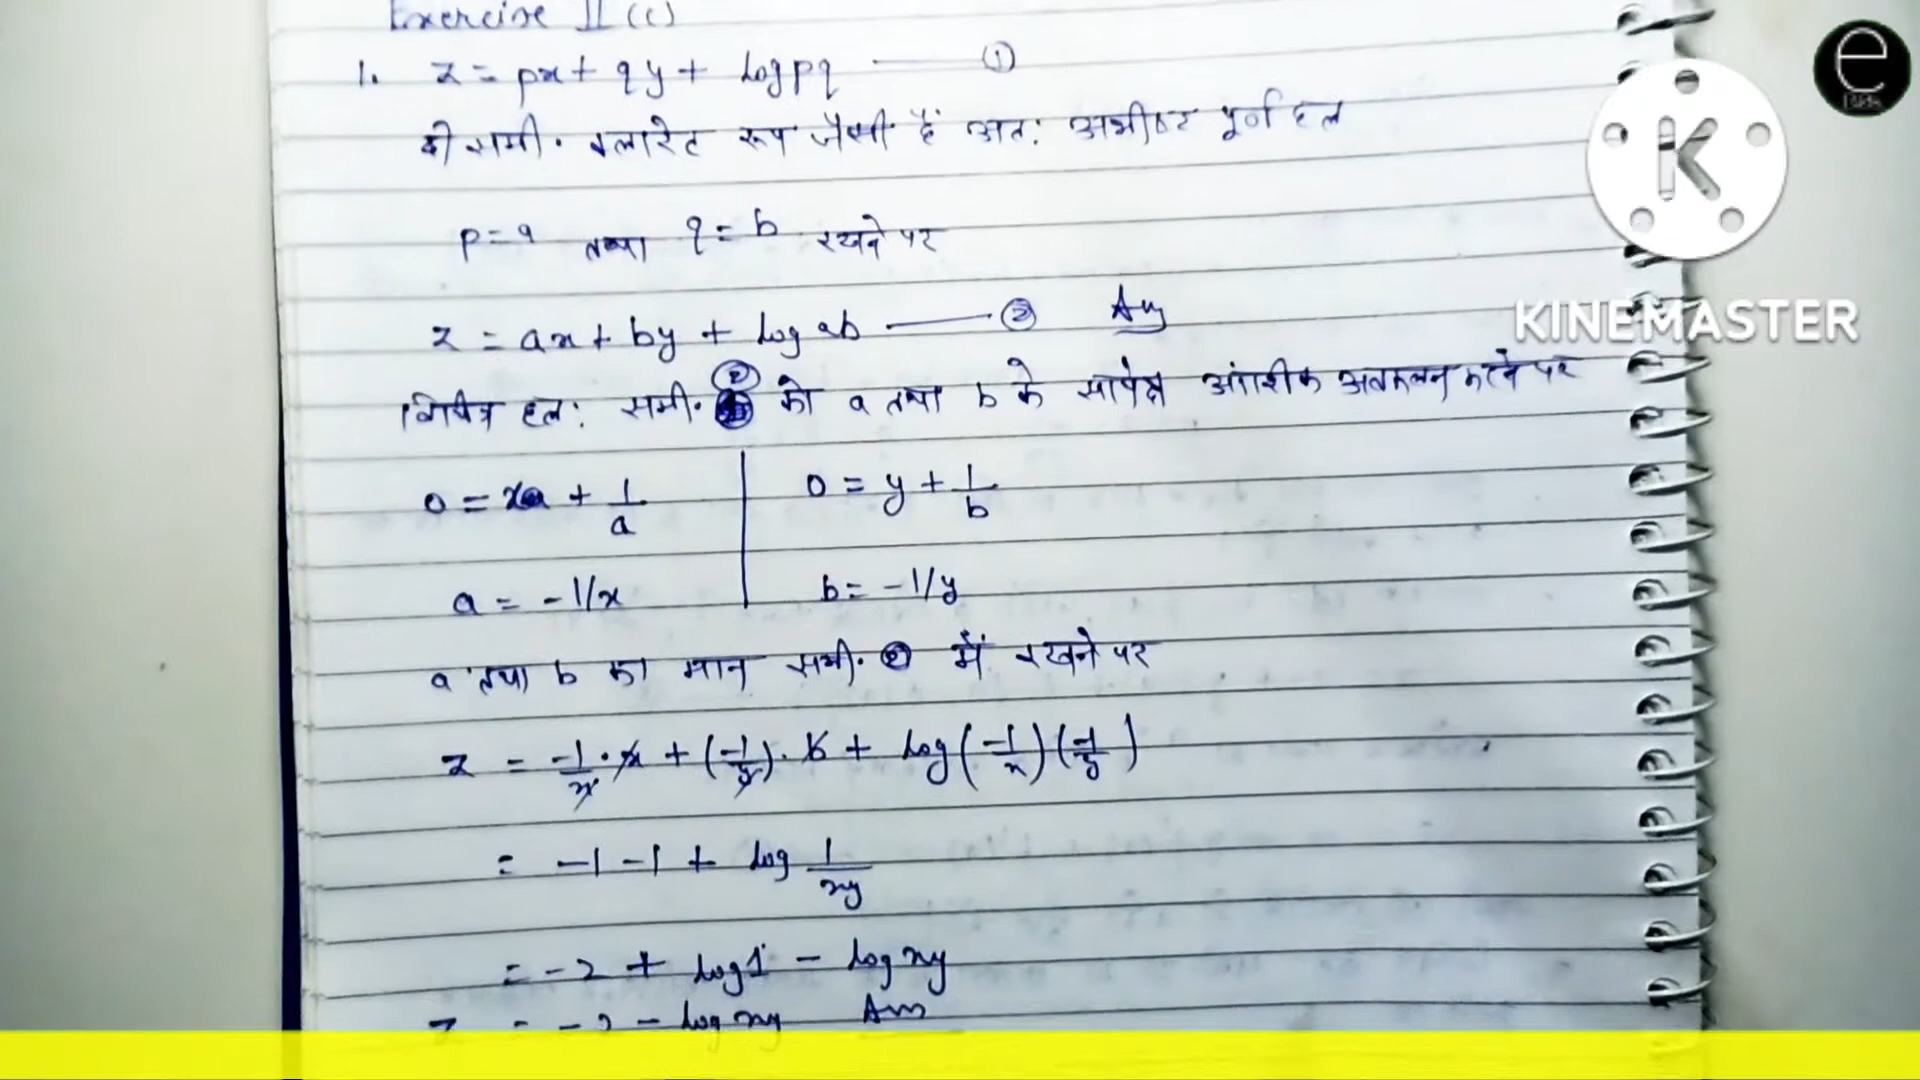 Exercise II (c)
1. z = px + qy + log pq —— ①
दी समी. क्लारेट रूप जैसी है अत: अभीष्ट पूर्ण हल
p = a तथा q = b रखने पर
z = ax + by + log ab —— ② Ans
विचित्र हल: समी. ② को a तथा b के सापेक्ष आंशीक अवकलन करने पर
0 = x + 1/a | 0 = y + 1/b
a = -1/x | b = -1/y
a तथा b का मान समी. ② में रखने पर
z = -1/x · x + (-1/y) · b + log (-1/x) (-1/y)
= -1 -1 + log 1/xy
= -2 + log 1 - log xy
z = -2 - log xy Ans
e
KINEMASTER